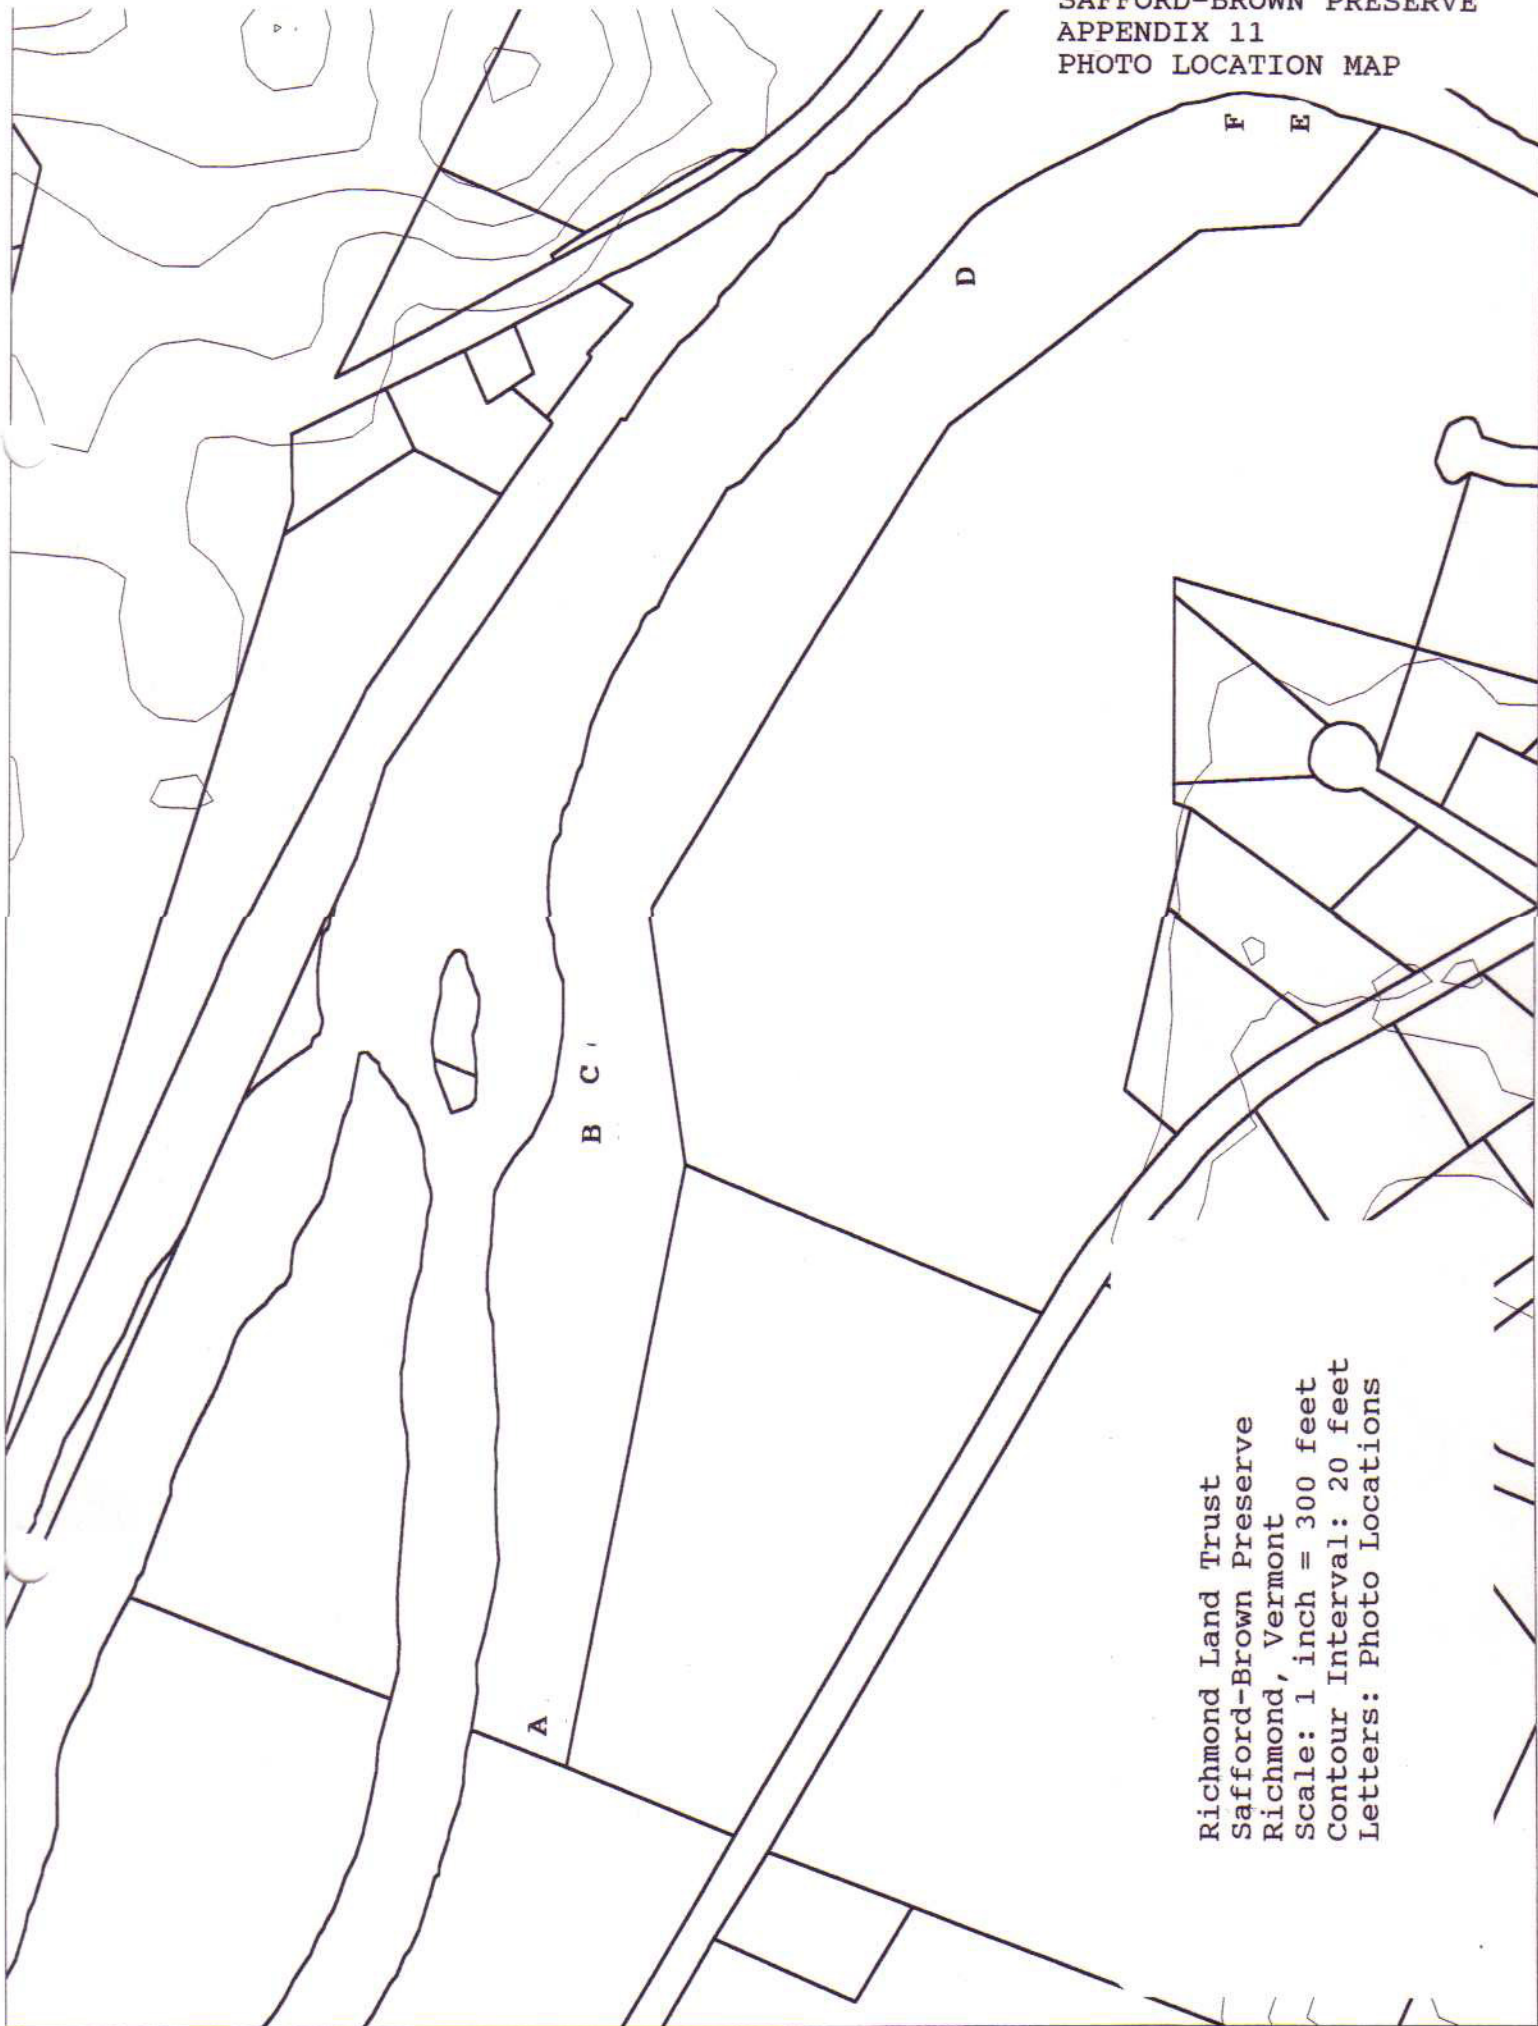 SAFFORD-BROWN PRESERVE
APPENDIX 11
PHOTO LOCATION MAP
F
E
D
C
B
A
Richmond Land Trust
Safford-Brown Preserve
Richmond, Vermont
Scale: 1 inch = 300 feet
Contour Interval: 20 feet
Letters: Photo Locations